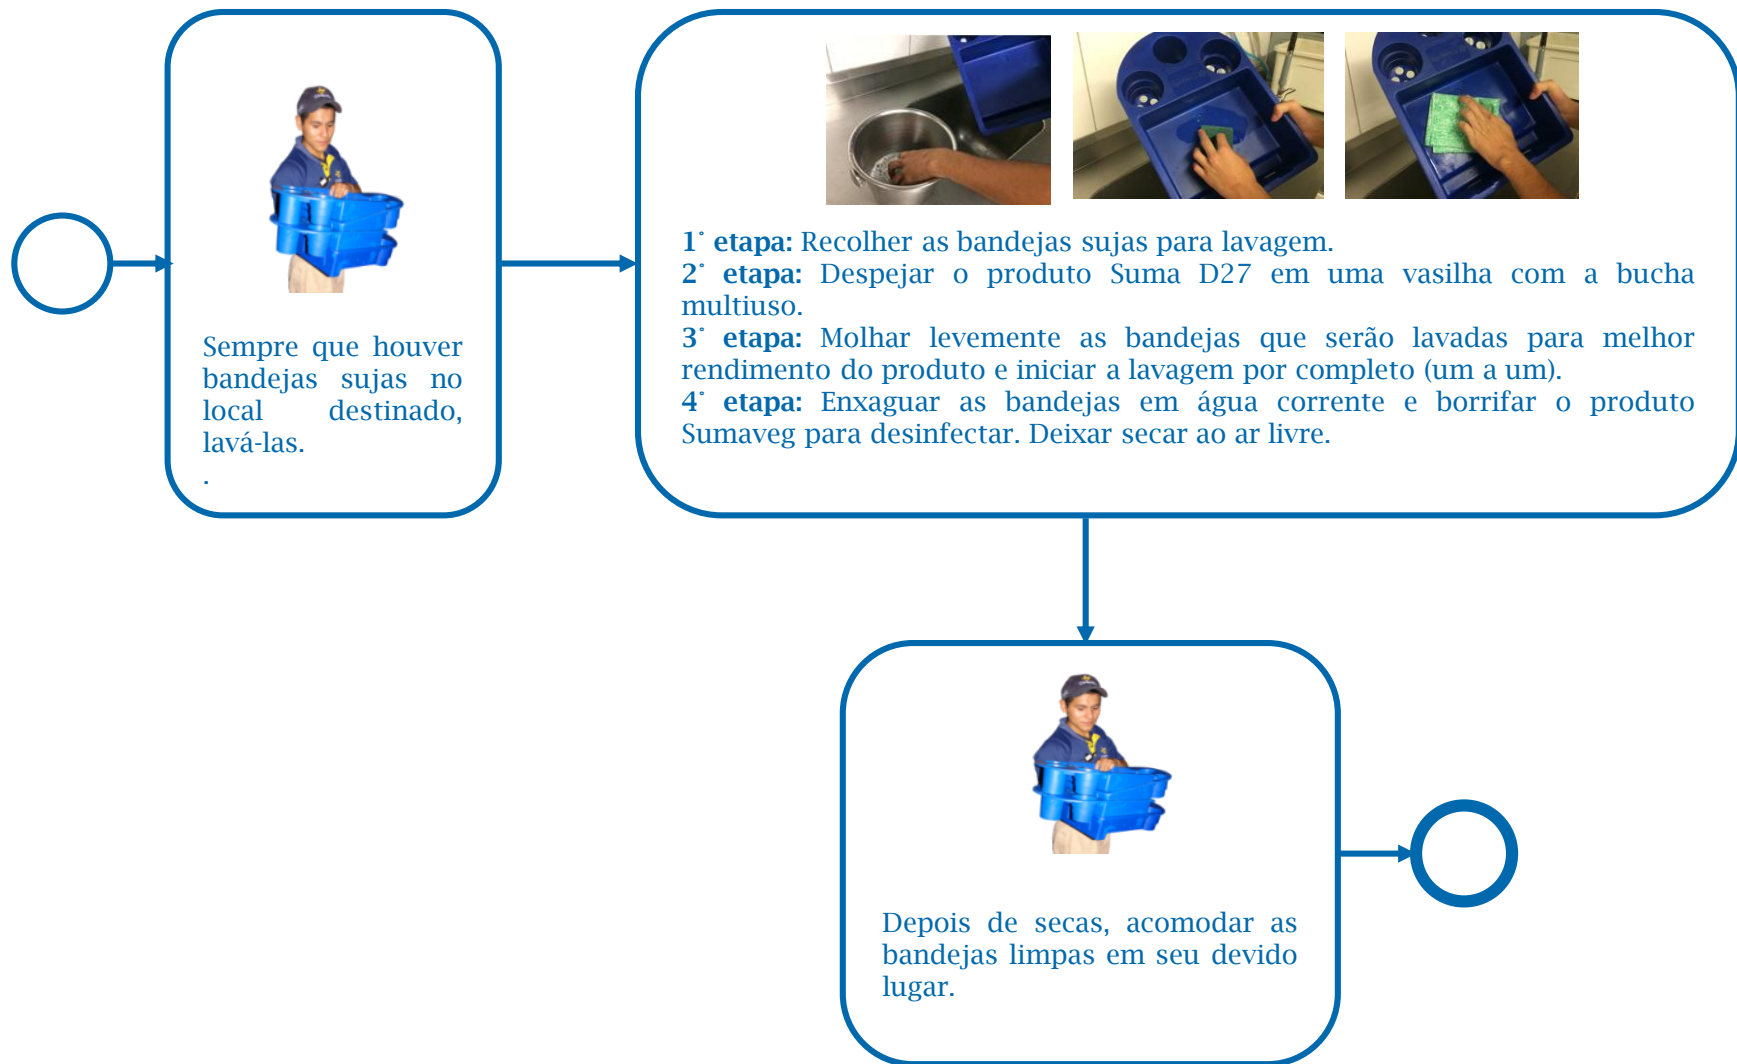 Sempre que houver
bandejas sujas no
local destinado,
lavá-las.
.
1° etapa: Recolher as bandejas sujas para lavagem.
2° etapa: Despejar o produto Suma D27 em uma vasilha com a bucha
multiuso.
3° etapa: Molhar levemente as bandejas que serão lavadas para melhor
rendimento do produto e iniciar a lavagem por completo (um a um).
4° etapa: Enxaguar as bandejas em água corrente e borrifar o produto
Sumaveg para desinfectar. Deixar secar ao ar livre.
Depois de secas, acomodar as
bandejas limpas em seu devido
lugar.